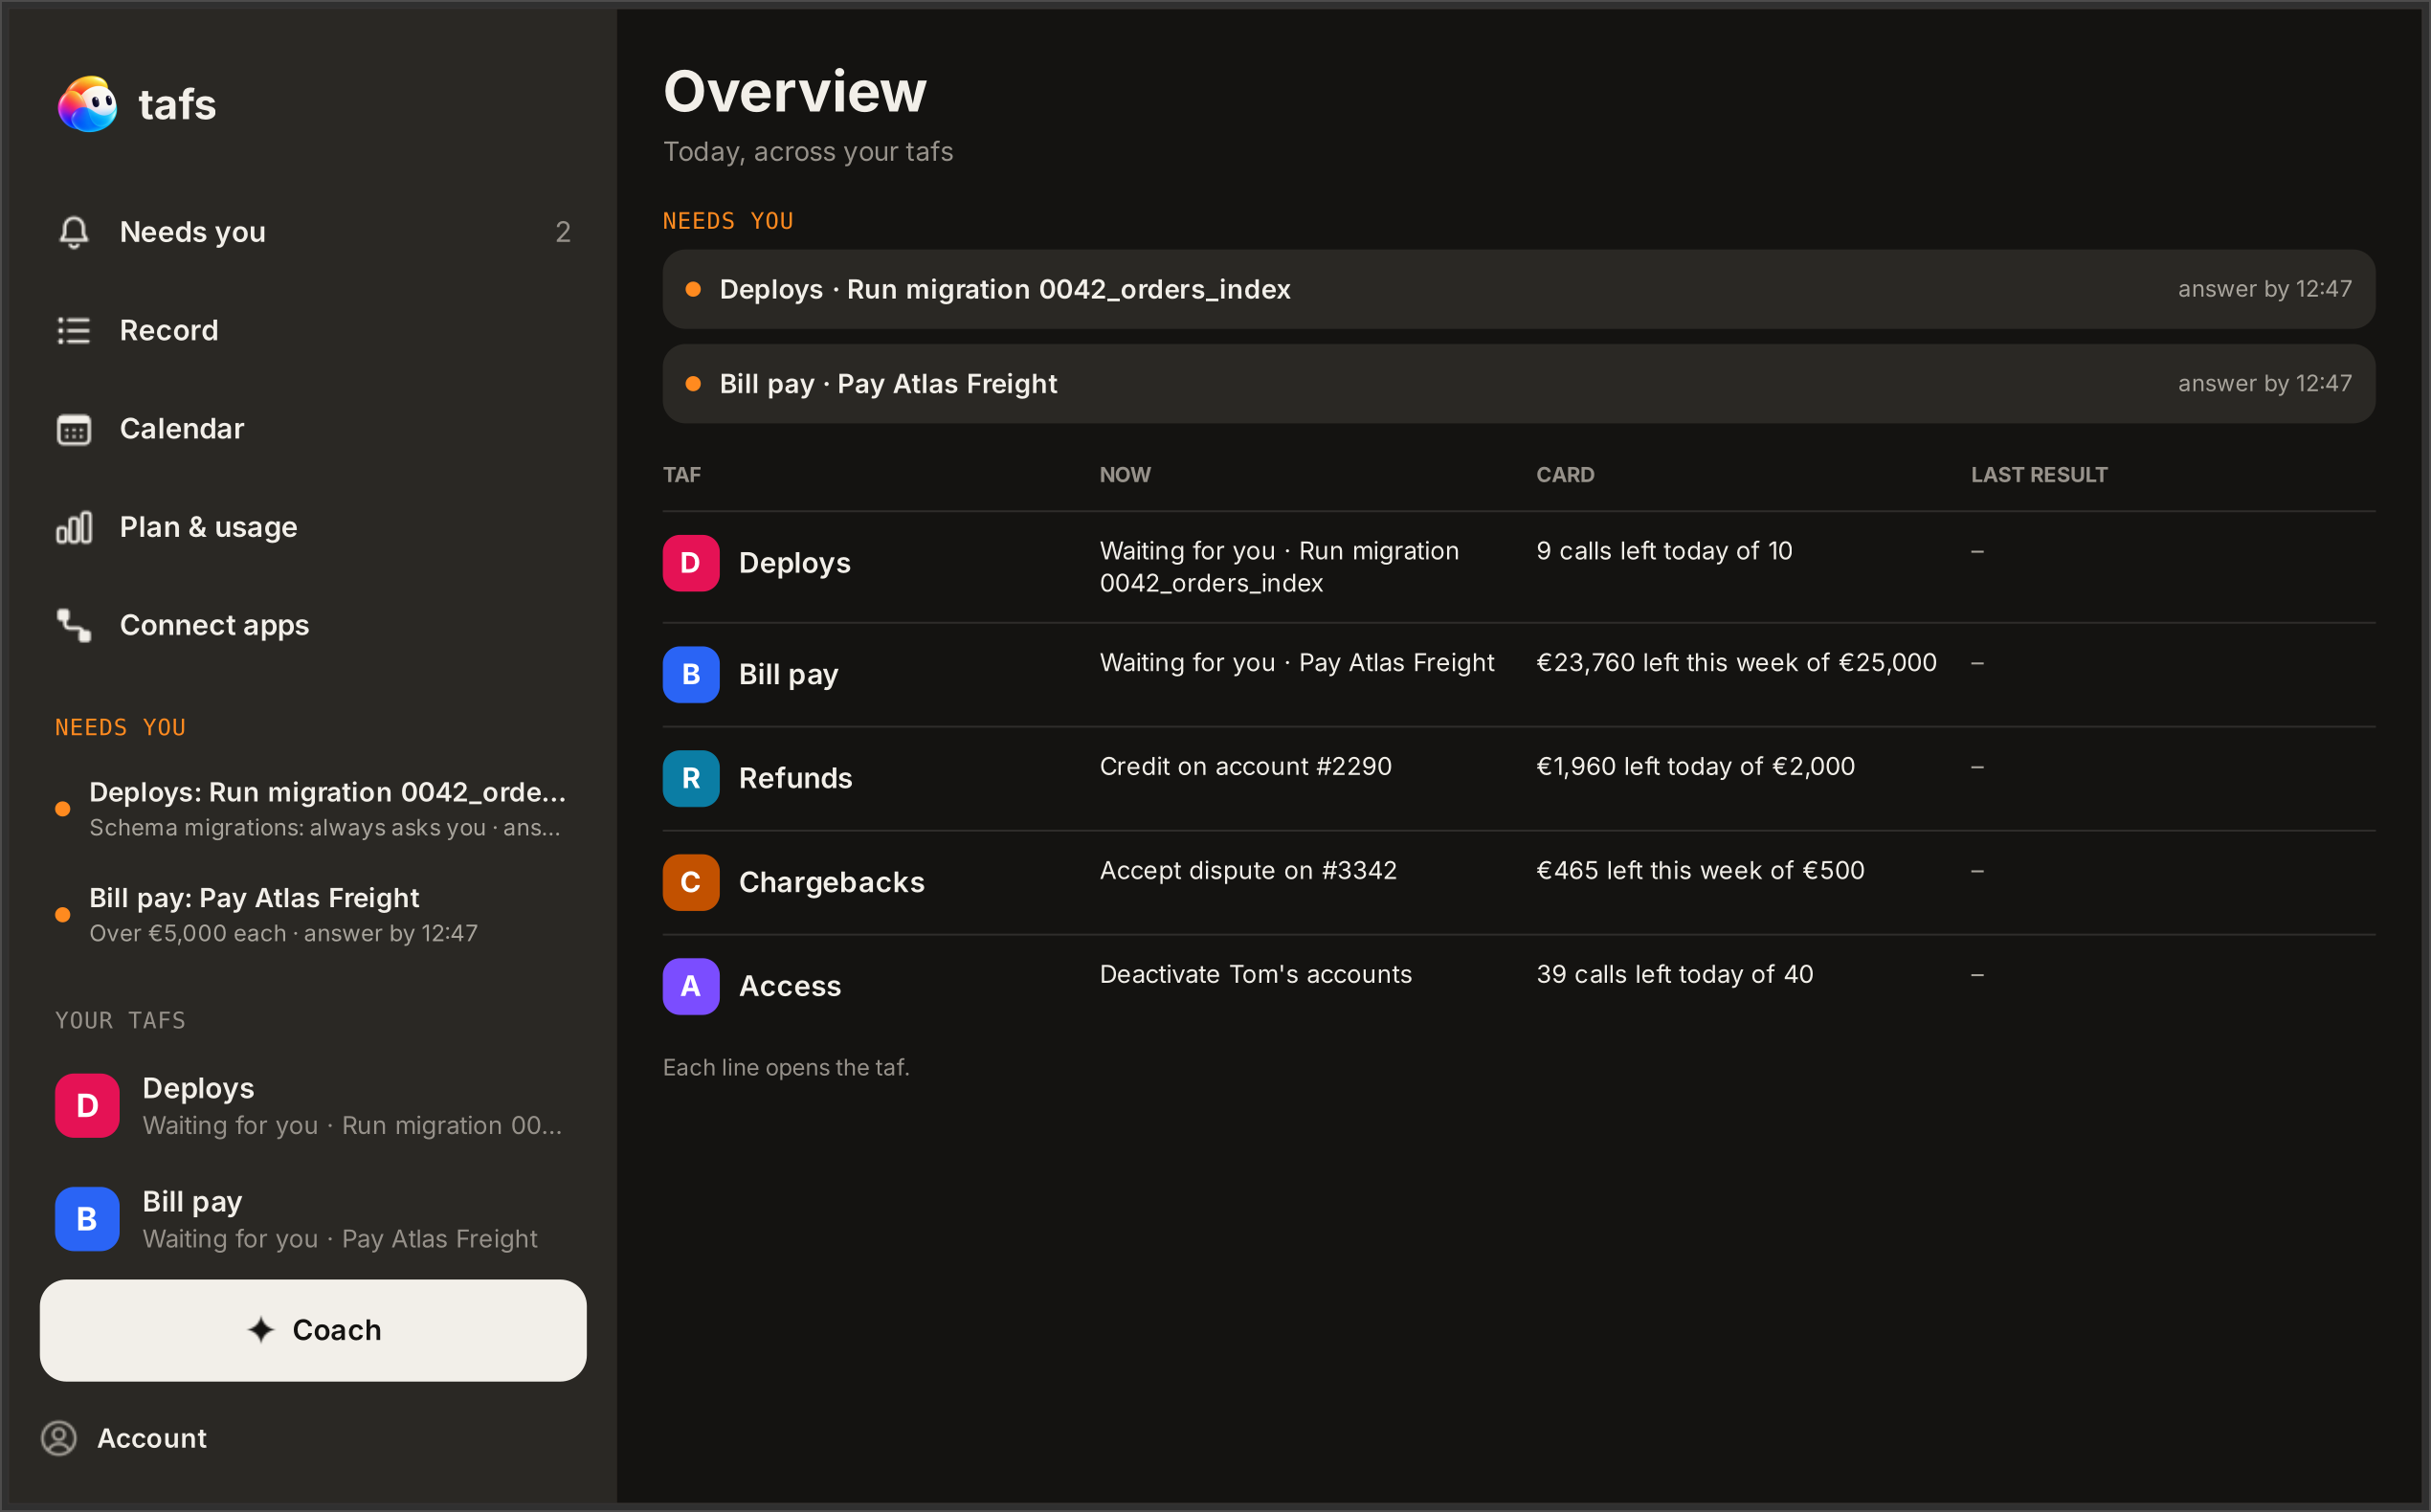 tafs
Needs you 2
Record
Calendar
Plan & usage
Connect apps
NEEDS YOU
Deploys: Run migration 0042_orde...
Schema migrations: always asks you · ans...
Bill pay: Pay Atlas Freight
Over €5,000 each · answer by 12:47
YOUR TAFS
D Deploys
Waiting for you · Run migration 00...
B Bill pay
Waiting for you · Pay Atlas Freight
Coach
Account
Overview
Today, across your tafs
NEEDS YOU
Deploys · Run migration 0042_orders_index answer by 12:47
Bill pay · Pay Atlas Freight answer by 12:47
TAF NOW CARD LAST RESULT
D Deploys Waiting for you · Run migration 9 calls left today of 10 –
0042_orders_index
B Bill pay Waiting for you · Pay Atlas Freight €23,760 left this week of €25,000 –
R Refunds Credit on account #2290 €1,960 left today of €2,000 –
C Chargebacks Accept dispute on #3342 €465 left this week of €500 –
A Access Deactivate Tom's accounts 39 calls left today of 40 –
Each line opens the taf.